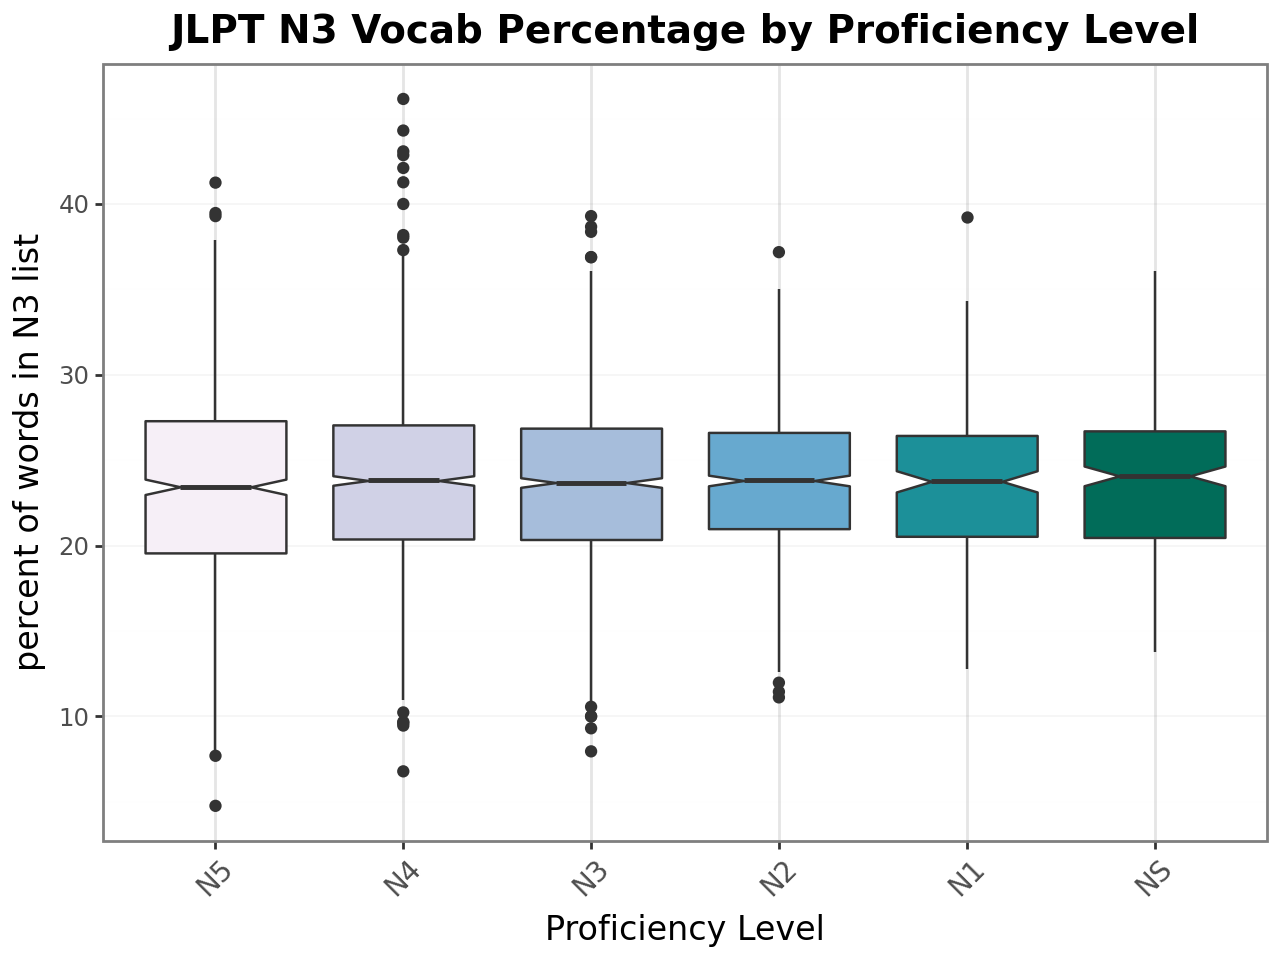 JLPT N3 Vocab Percentage by Proficiency Level
percent of words in N3 list
40
30
20
10
N5
N4
N3
N2
N1
NS
Proficiency Level